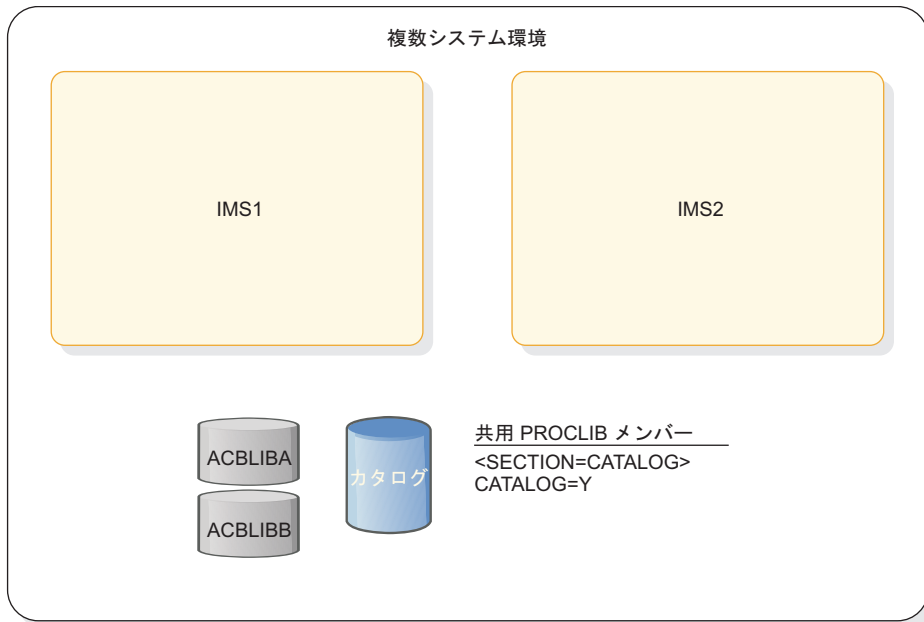 複数システム環境
IMS1
IMS2
ACBLIBA
ACBLIBB
カタログ
共用 PROCLIB メンバー
<SECTION=CATALOG>
CATALOG=Y